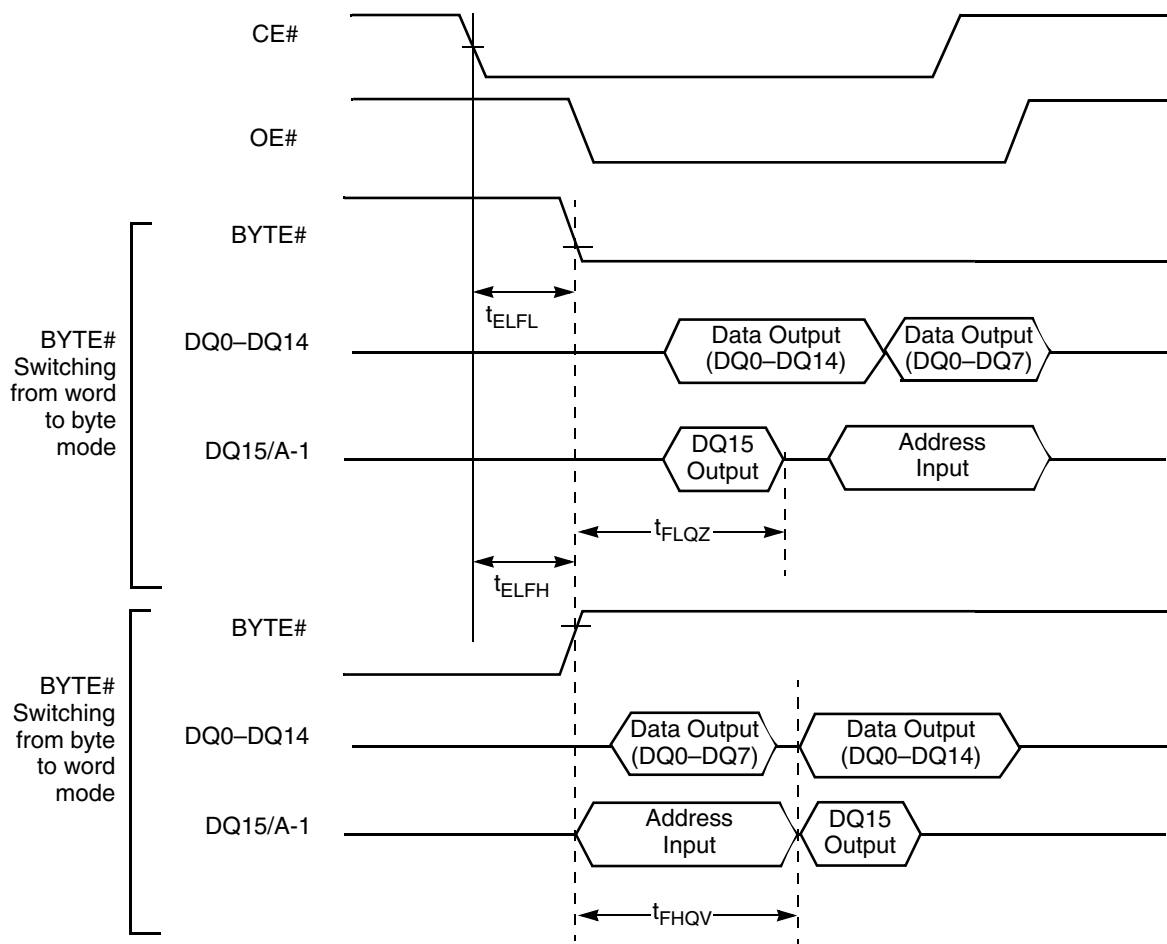 CE#
OE#
BYTE#
tELFL
BYTE#
Switching
from word
to byte
mode
DQ0–DQ14
Data Output
(DQ0–DQ14)
Data Output
(DQ0–DQ7)
DQ15/A-1
DQ15
Output
Address
Input
tFLQZ
tELFH
BYTE#
BYTE#
Switching
from byte
to word
mode
DQ0–DQ14
Data Output
(DQ0–DQ7)
Data Output
(DQ0–DQ14)
DQ15/A-1
Address
Input
DQ15
Output
tFHQV